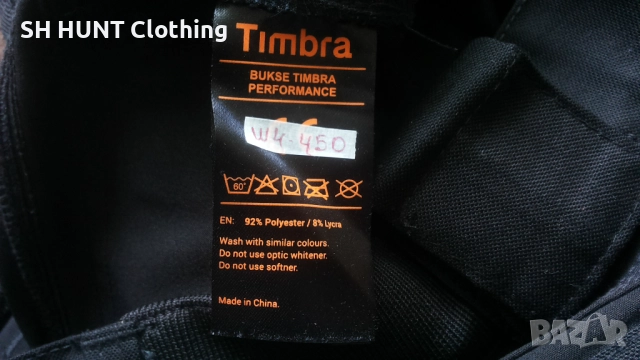 SH HUNT Clothing
Timbra
BUKSE TIMBRA
PERFORMANCE
W4-450
60°
EN: 92% Polyester / 8% Lycra
Wash with similar colours.
Do not use optic whitener.
Do not use softner.
Made in China.
BAZAR